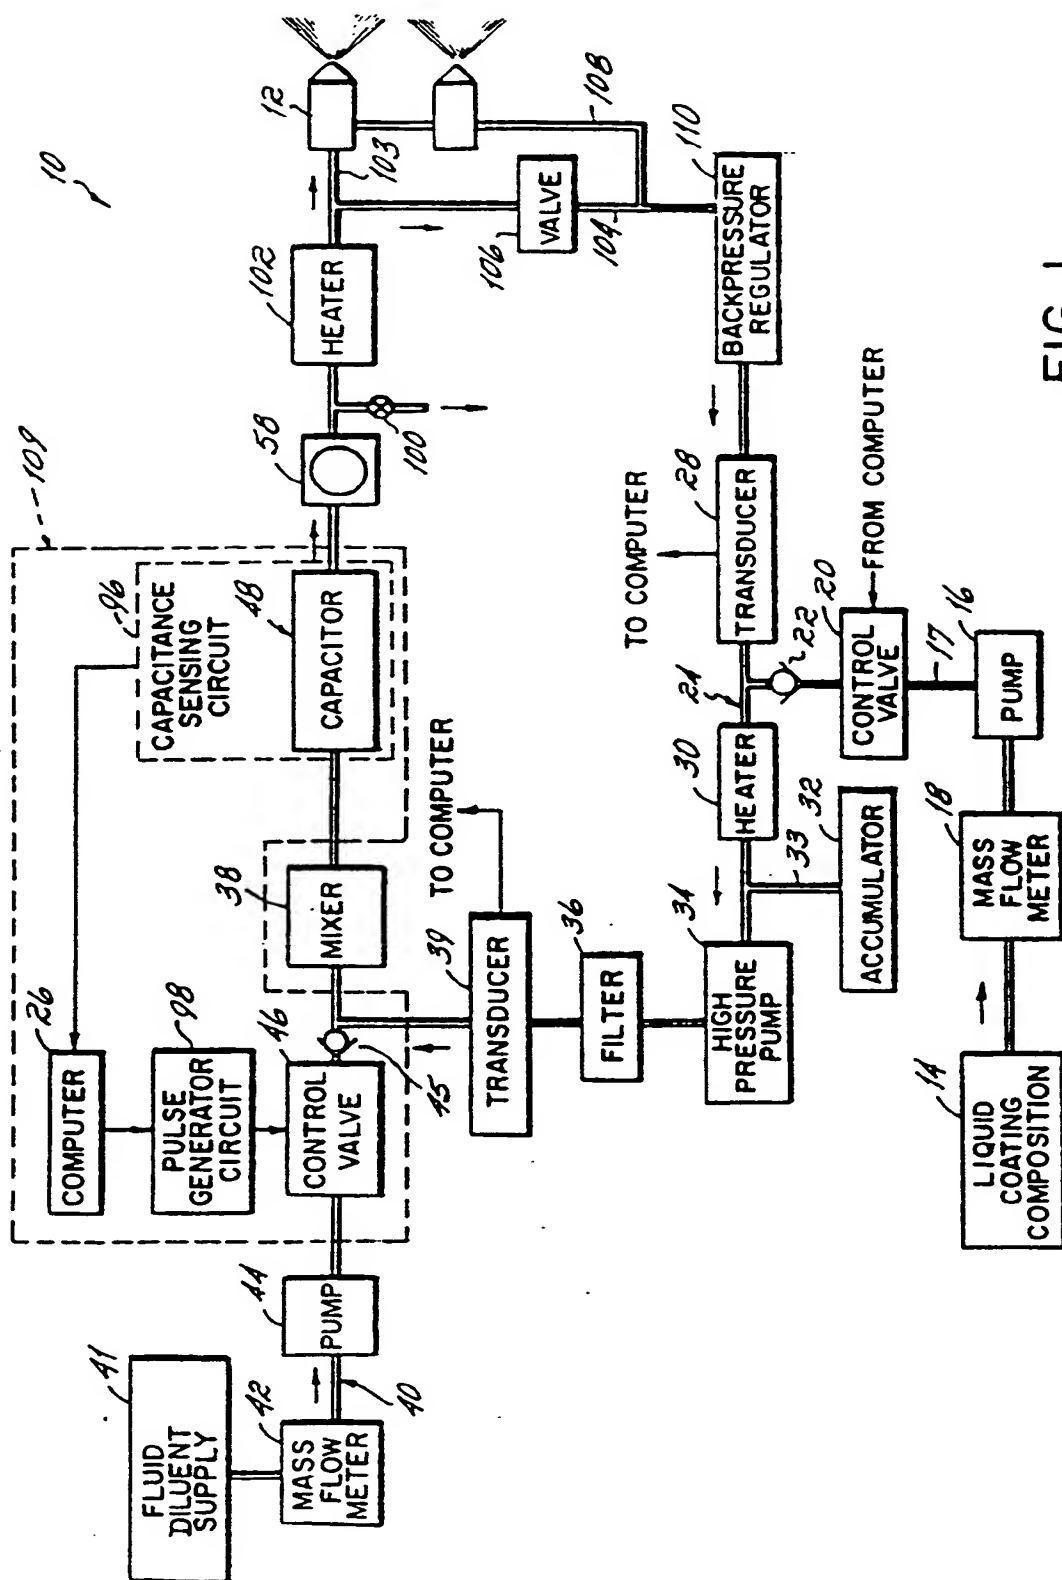 10
109
96
CAPACITANCE
SENSING
CIRCUIT
26
COMPUTER
98
PULSE
GENERATOR
CIRCUIT
41
FLUID
DILUENT
SUPPLY
42
MASS
FLOW
METER
40
44
PUMP
46
CONTROL
VALVE
45
38
MIXER
48
CAPACITOR
58
100
102
HEATER
103
12
108
106
VALVE
104
110
BACKPRESSURE
REGULATOR
TO COMPUTER
39
TRANSDUCER
36
FILTER
34
HIGH
PRESSURE
PUMP
TO COMPUTER
28
TRANSDUCER
24
30
HEATER
33
32
ACCUMULATOR
22
20
CONTROL
VALVE
FROM COMPUTER
17
16
PUMP
18
MASS
FLOW
METER
14
LIQUID
COATING
COMPOSITION